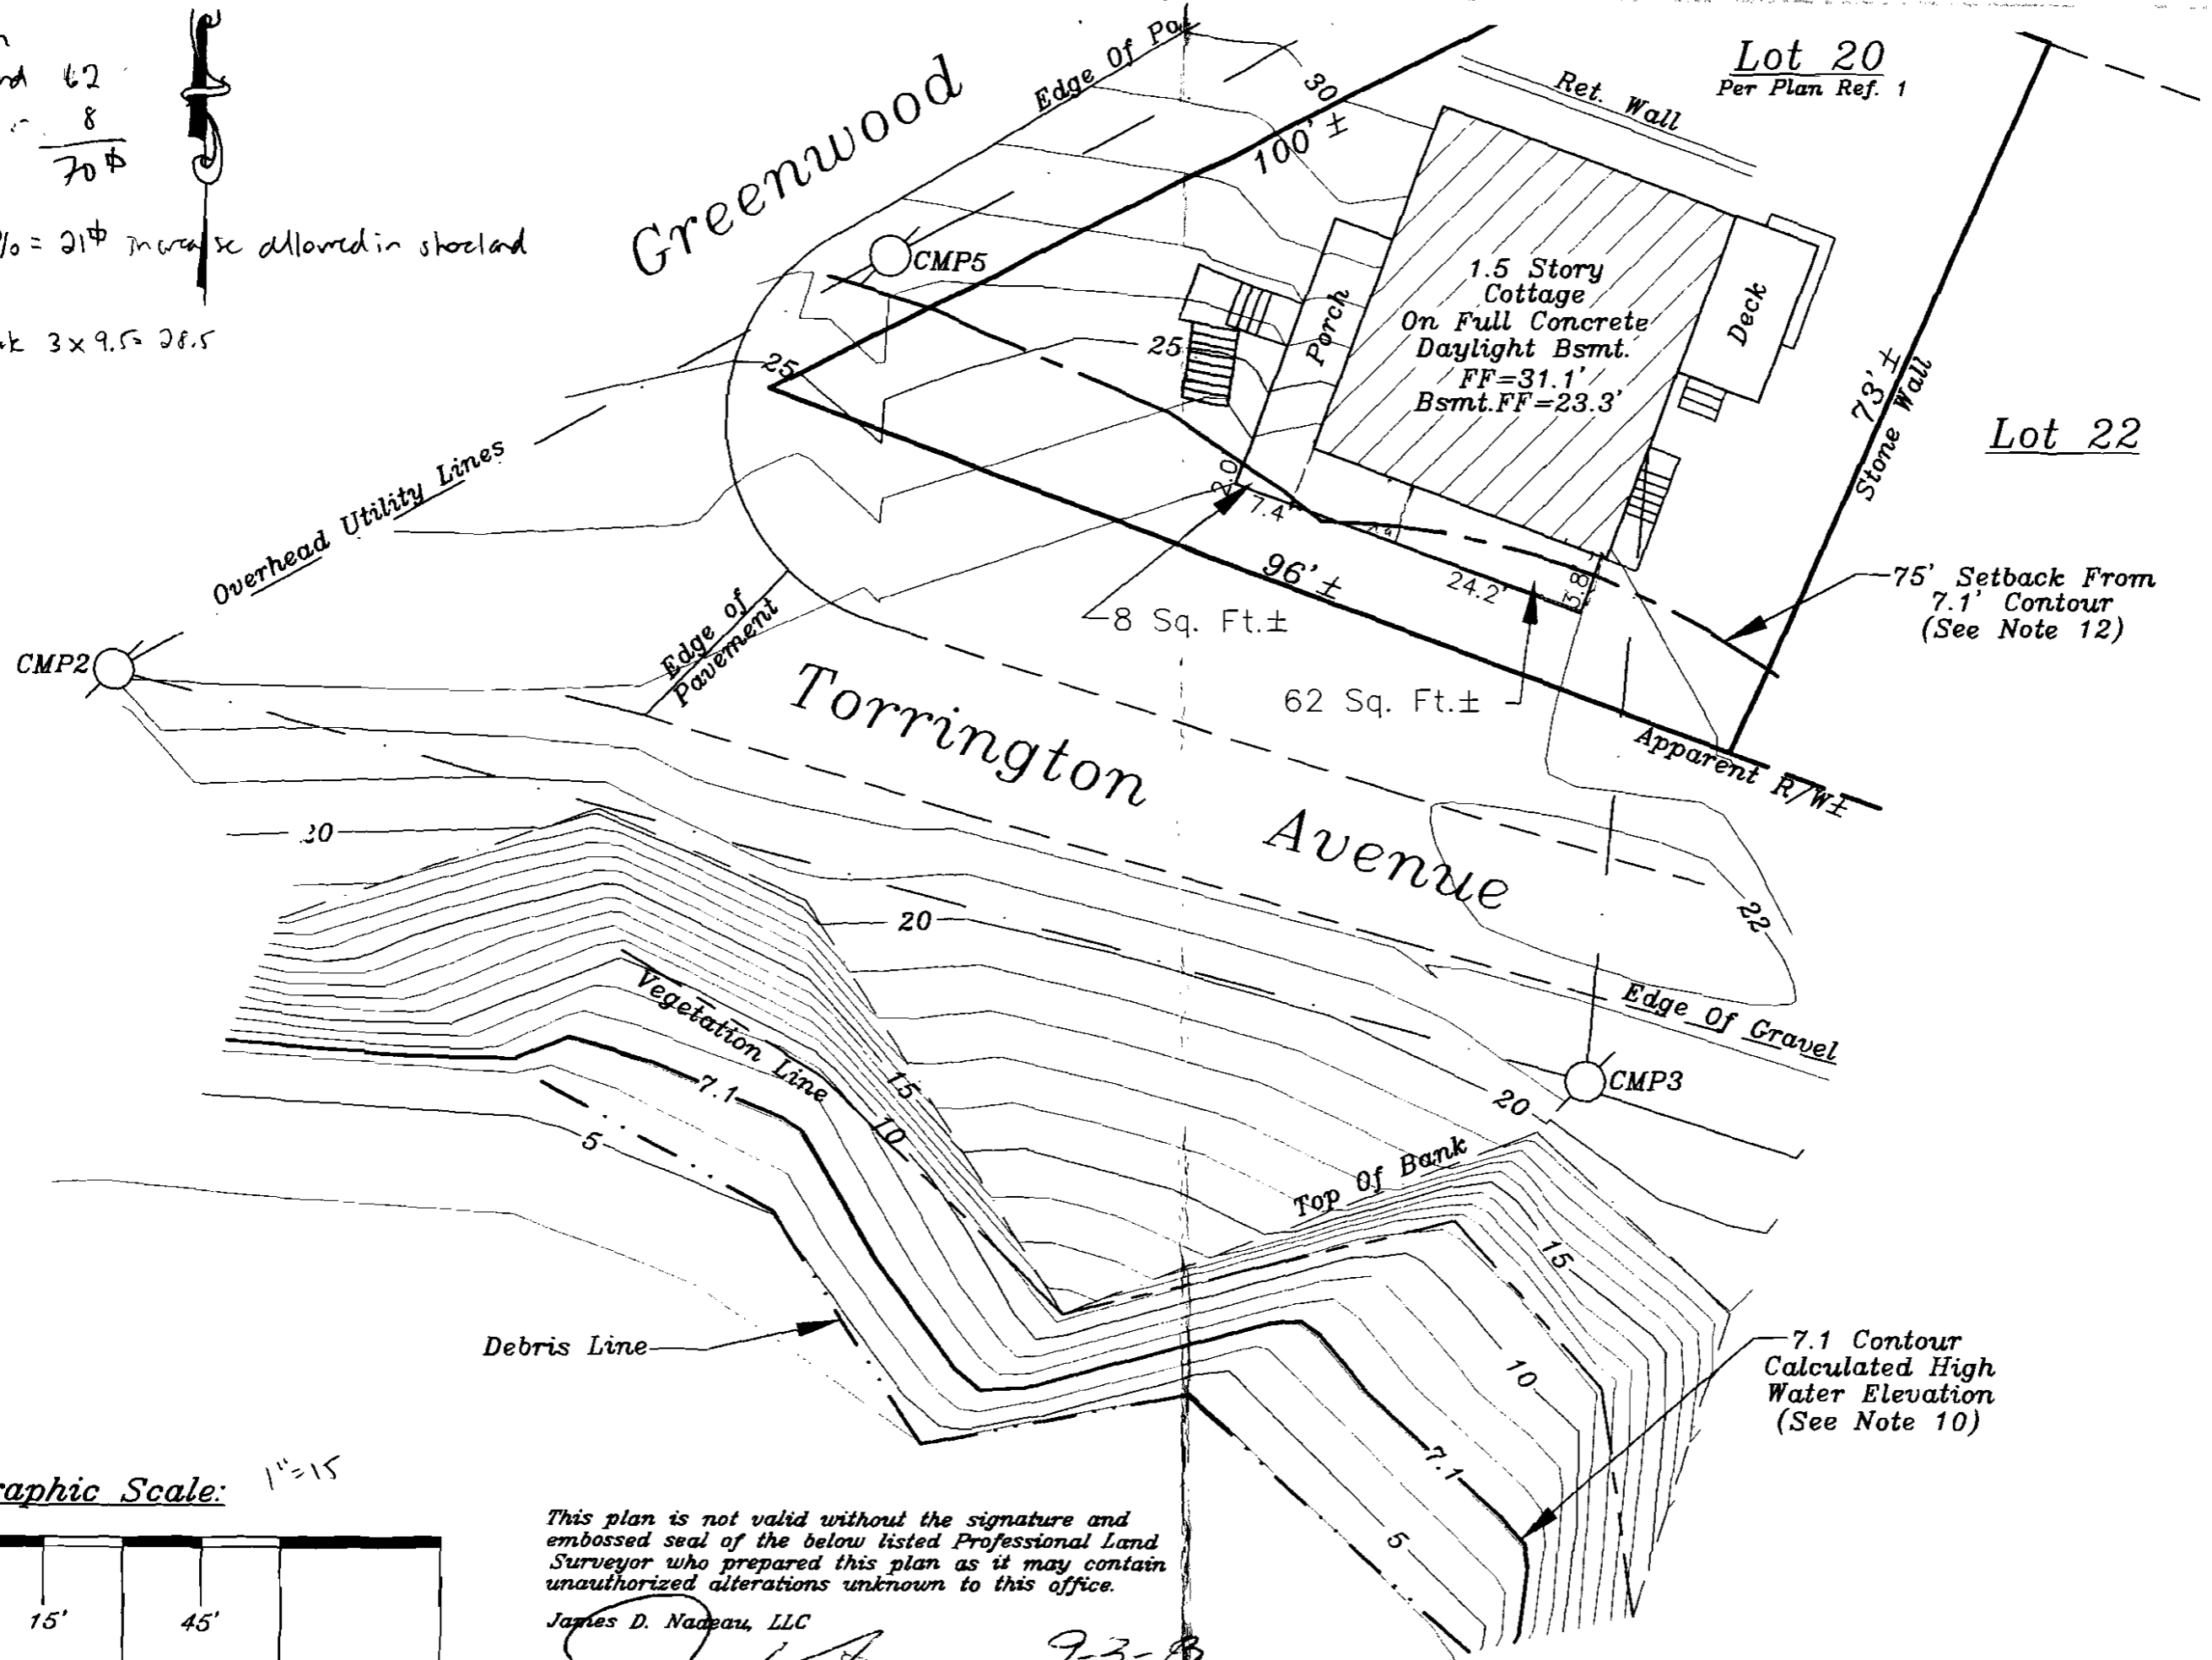 62
8
70
% = 21 increase allowed in shoreland
3 x 9.5 = 28.5
Greenwood
Edge Of
30
100' ±
Ret. Wall
Lot 20
Per Plan Ref. 1
CMP5
25
25
Porch
1.5 Story
Cottage
On Full Concrete
Daylight Bsmt.
FF=31.1'
Bsmt.FF=23.3'
Deck
73' ±
Stone Wall
Lot 22
Overhead Utility Lines
2.0'
7.4'
24.2'
3.8'
96' ±
8 Sq. Ft.±
62 Sq. Ft.±
75' Setback From
7.1' Contour
(See Note 12)
CMP2
Edge of
Pavement
Torrington
Avenue
Apparent R/W±
20
20
22
Vegetation Line
Edge Of Gravel
CMP3
7.1
15
10
20
5
Top Of Bank
15
Debris Line
10
7.1 Contour
Calculated High
Water Elevation
(See Note 10)
7.1
5
raphic Scale:
1"=15
15'
45'
This plan is not valid without the signature and
embossed seal of the below listed Professional Land
Surveyor who prepared this plan as it may contain
unauthorized alterations unknown to this office.
James D. Nadeau, LLC